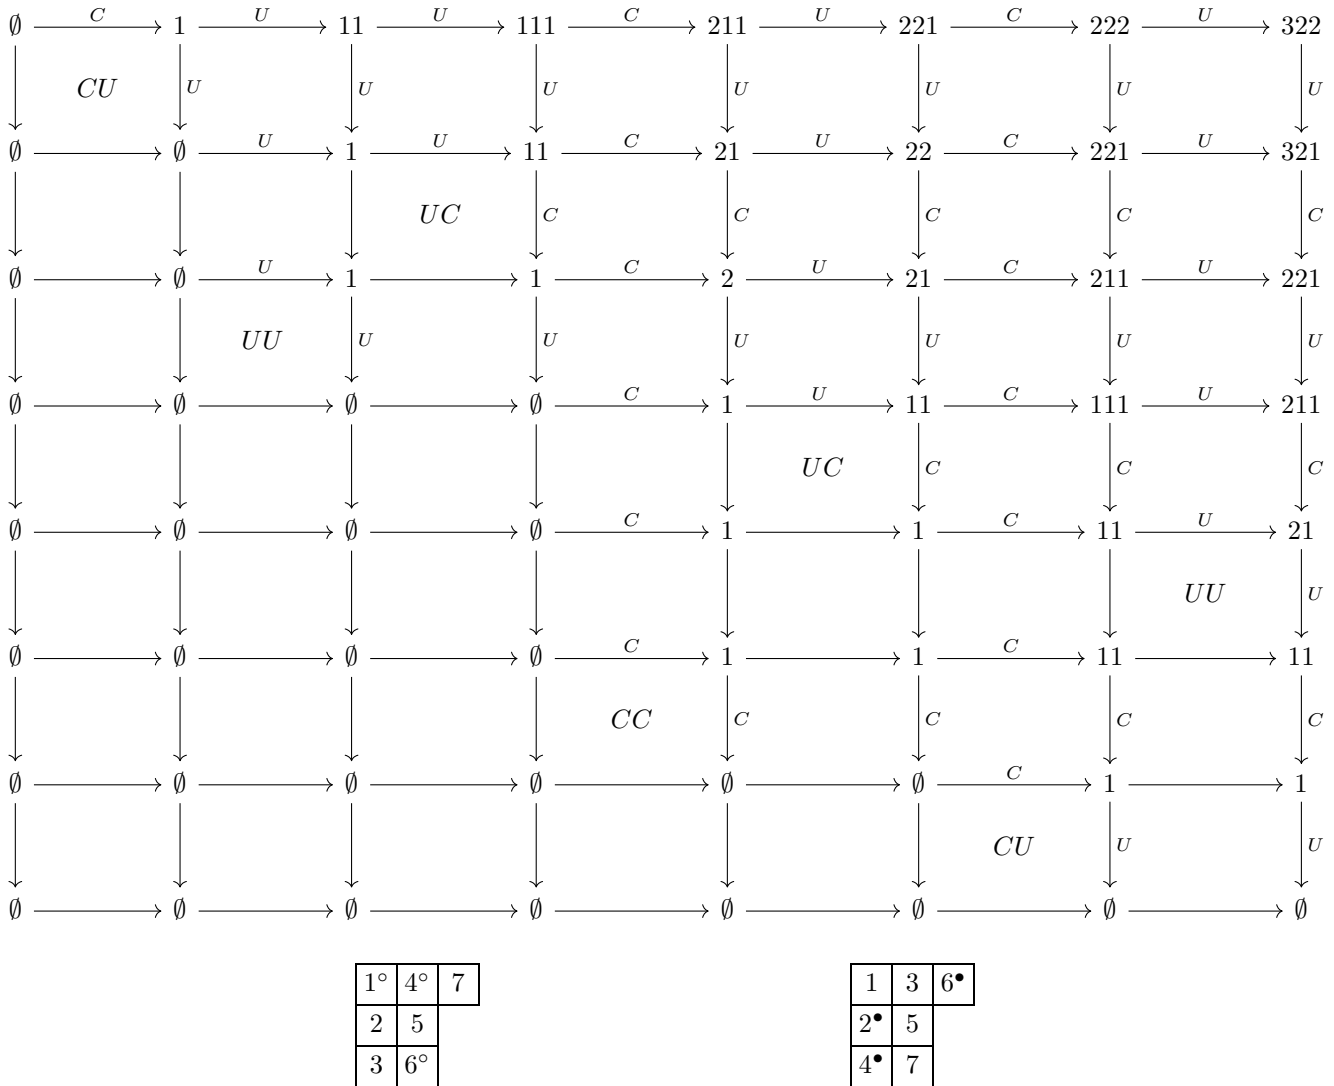 ∅ C 1 U 11 U 111 C 211 U 221 C 222 U 322
CU U U U U U U U
∅ ∅ U 1 U 11 C 21 U 22 C 221 U 321
UC C C C C C
∅ ∅ U 1 1 C 2 U 21 C 211 U 221
UU U U U U U U
∅ ∅ ∅ ∅ C 1 U 11 C 111 U 211
UC C C C
∅ ∅ ∅ ∅ C 1 1 C 11 U 21
UU U
∅ ∅ ∅ ∅ C 1 1 C 11 11
CC C C C C
∅ ∅ ∅ ∅ ∅ ∅ C 1 1
CU U U
∅ ∅ ∅ ∅ ∅ ∅ ∅ ∅
1° 4° 7 1 3 6•
2 5 2• 5
3 6° 4• 7